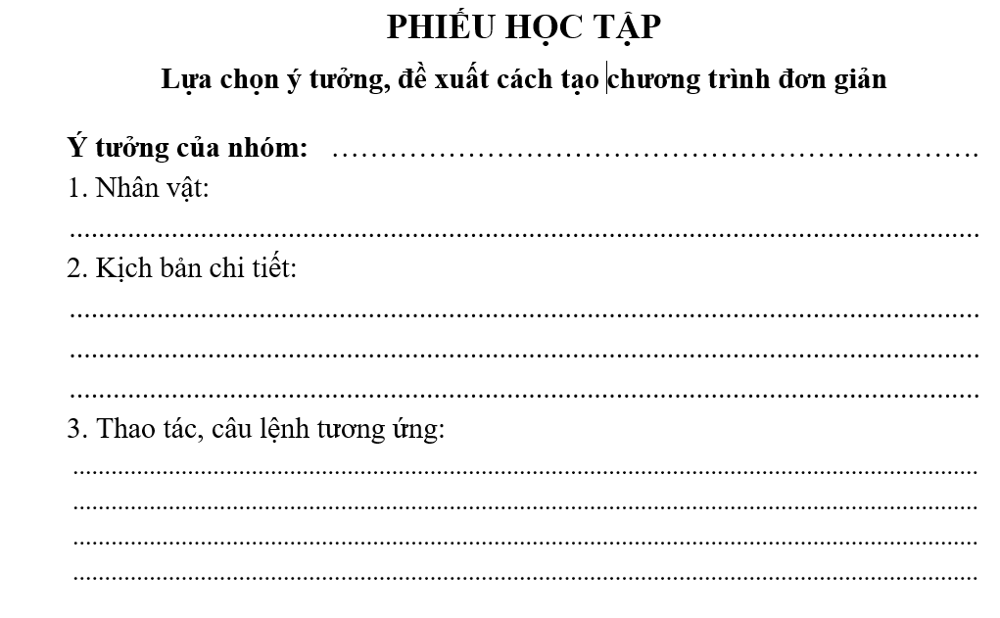 PHIẾU HỌC TẬP
Lựa chọn ý tưởng, đề xuất cách tạo chương trình đơn giản
Ý tưởng của nhóm: ……………………………………………………………….
1. Nhân vật:
..............................................................................................................................
2. Kịch bản chi tiết:
..............................................................................................................................
..............................................................................................................................
..............................................................................................................................
3. Thao tác, câu lệnh tương ứng:
..............................................................................................................................
..............................................................................................................................
..............................................................................................................................
..............................................................................................................................